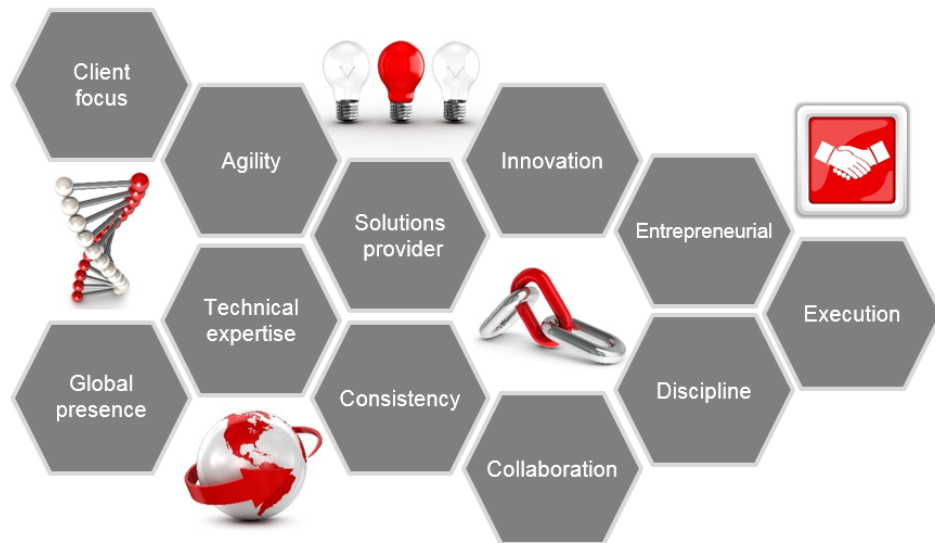 Client
focus
Agility
Innovation
Solutions
provider
Entrepreneurial
Technical
expertise
Execution
Global
presence
Consistency
Discipline
Collaboration